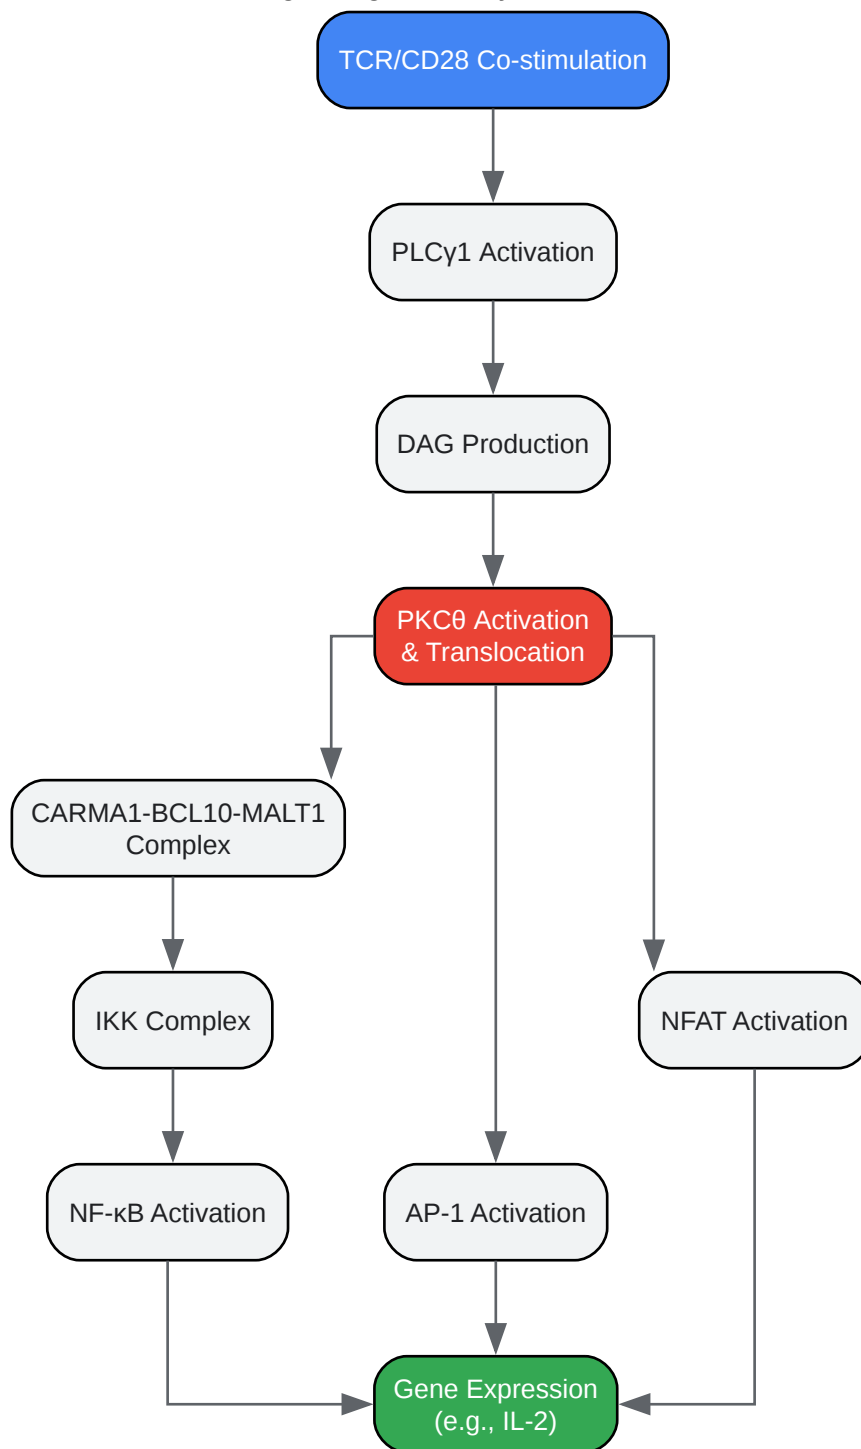 TCR/CD28 Co-stimulation
PLCγ1 Activation
DAG Production
PKCθ Activation
& Translocation
CARMA1-BCL10-MALT1
Complex
IKK Complex
NFAT Activation
NF-κB Activation
AP-1 Activation
Gene Expression
(e.g., IL-2)